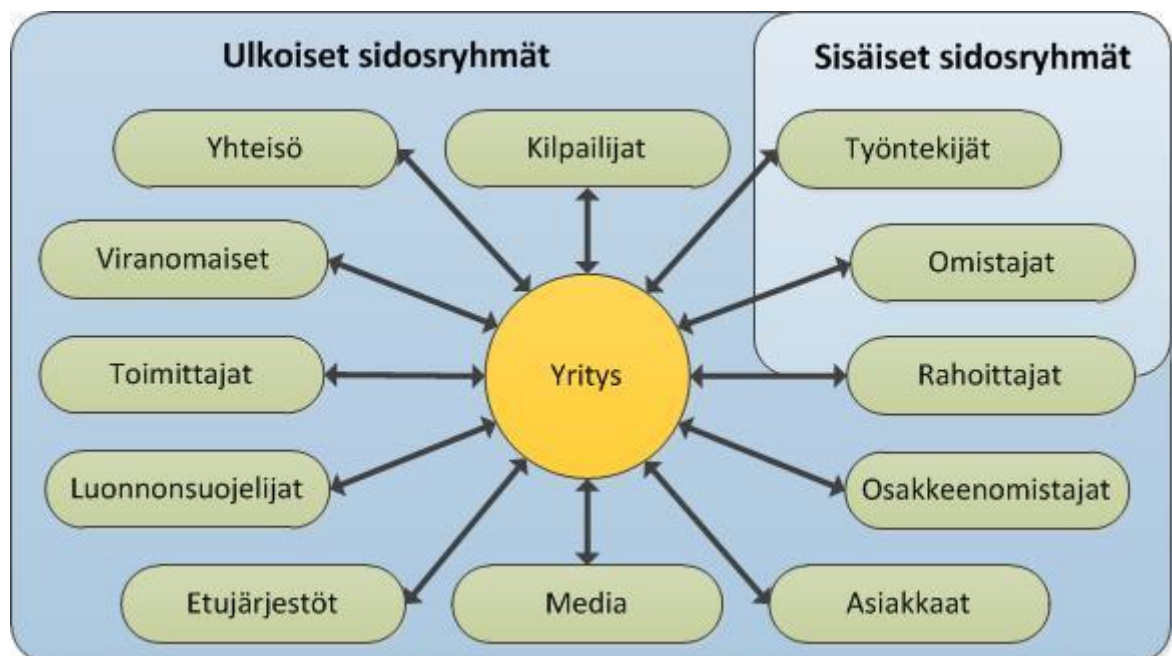 Ulkoiset sidosryhmät
Sisäiset sidosryhmät
Yhteisö
Kilpailijat
Työntekijät
Viranomaiset
Omistajat
Toimittajat
Yritys
Rahoittajat
Luonnonsuojelijat
Osakkeenomistajat
Etujärjestöt
Media
Asiakkaat